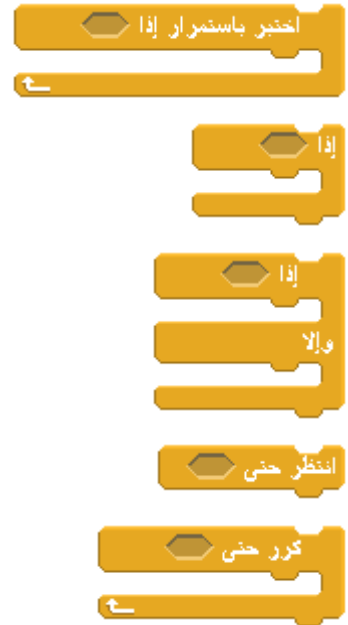 اختبر باستمرار إذا
إذا
إذا
وإلا
انتظر حتى
كرر حتى